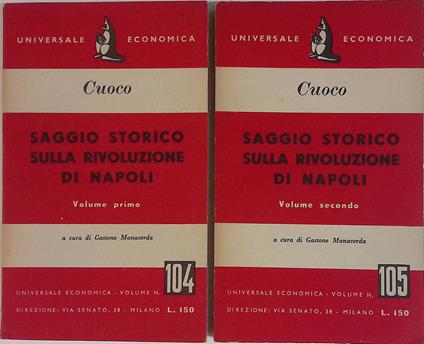 UNIVERSALE ECONOMICA
Cuoco
SAGGIO STORICO
SULLA RIVOLUZIONE
DI NAPOLI
Volume primo
a cura di Gastone Manacorda
UNIVERSALE ECONOMICA - VOLUME N. 104
DIREZIONE: VIA SENATO, 38 - MILANO L. 150
UNIVERSALE ECONOMICA
Cuoco
SAGGIO STORICO
SULLA RIVOLUZIONE
DI NAPOLI
Volume secondo
a cura di Gastone Manacorda
UNIVERSALE ECONOMICA - VOLUME N. 105
DIREZIONE: VIA SENATO, 38 - MILANO L. 150